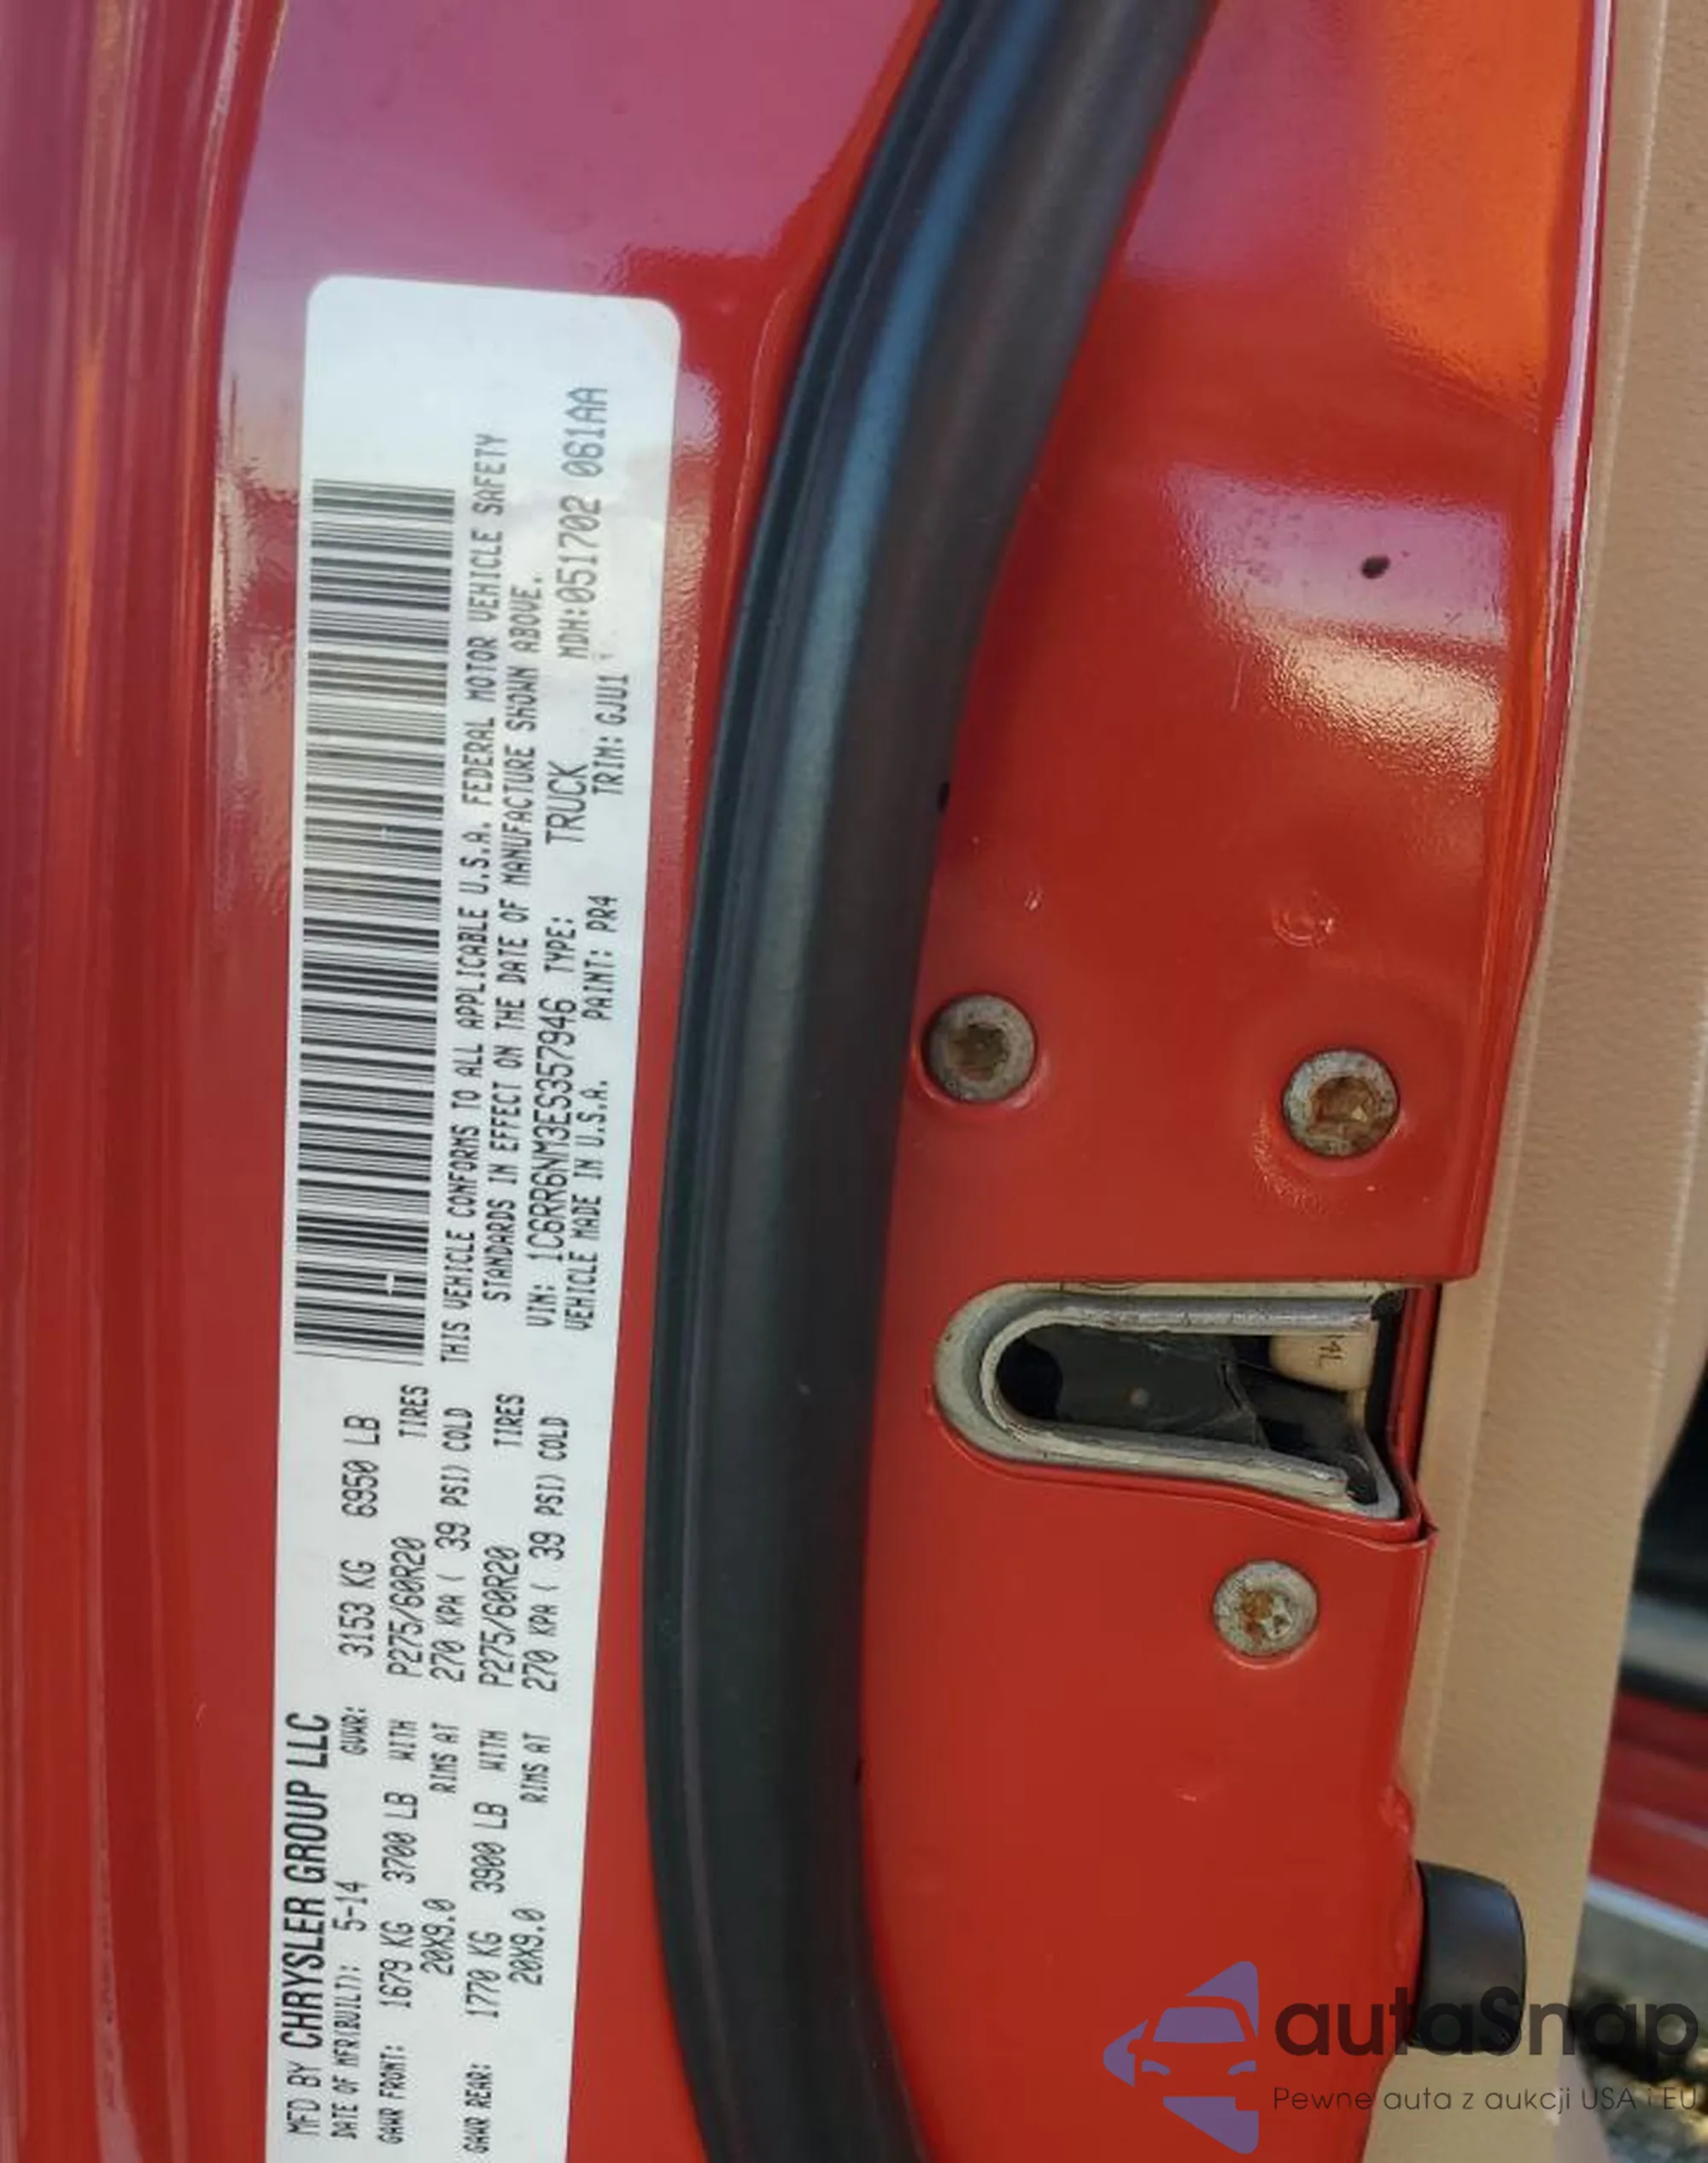 MFD BY CHRYSLER GROUP LLC
DATE OF MFR(BUILT): 5-14 GVWR: 3153 KG 6950 LB
GAWR FRONT: 1679 KG 3700 LB WITH P275/60R20 TIRES
20X9.0 RIMS AT 270 KPA ( 39 PSI) COLD
GAWR REAR: 1770 KG 3900 LB WITH P275/60R20 TIRES
20X9.0 RIMS AT 270 KPA ( 39 PSI) COLD
THIS VEHICLE CONFORMS TO ALL APPLICABLE U.S.A. FEDERAL MOTOR VEHICLE SAFETY
STANDARDS IN EFFECT ON THE DATE OF MANUFACTURE SHOWN ABOVE.
VIN: 1C6RR6NM3ES357946 TYPE: TRUCK MDH:051702 061AA
VEHICLE MADE IN U.S.A. PAINT: PR4 TRIM: GJU1
autaSnap
Pewne auta z aukcji USA i EU